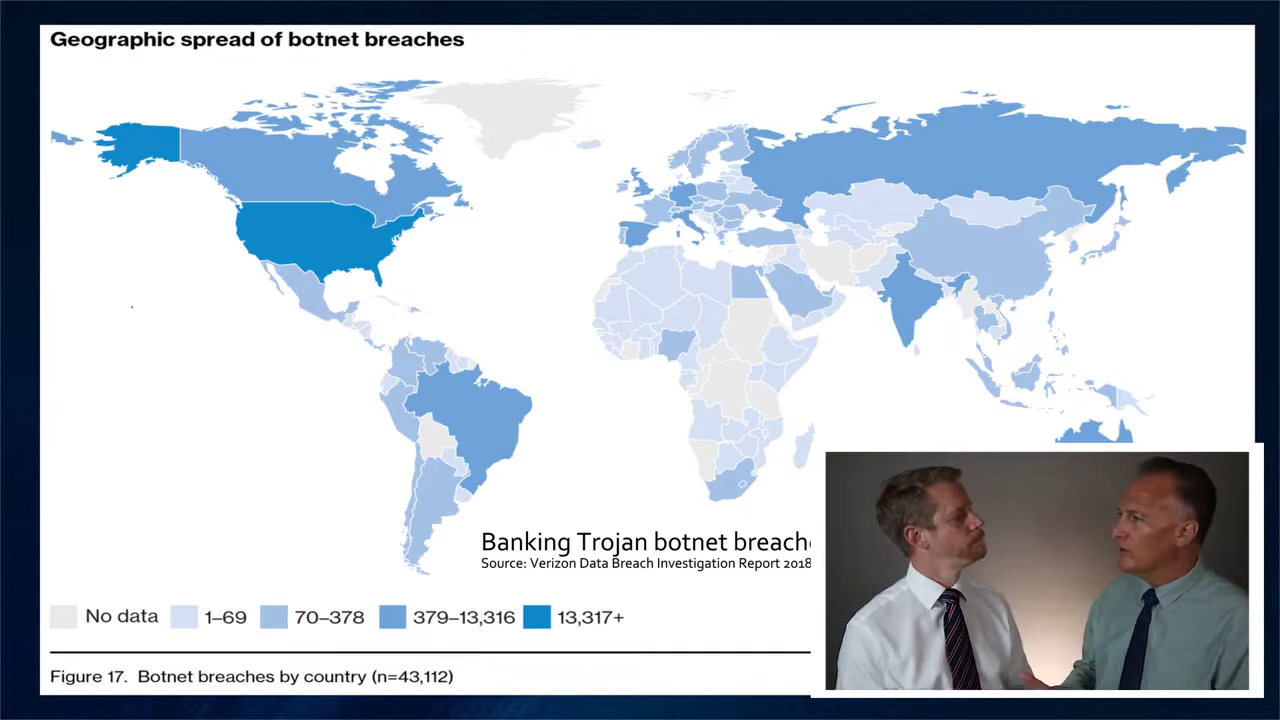 Geographic spread of botnet breaches
Banking Trojan botnet breach
Source: Verizon Data Breach Investigation Report 2018
No data 1–69 70–378 379–13,316 13,317+
Figure 17. Botnet breaches by country (n=43,112)